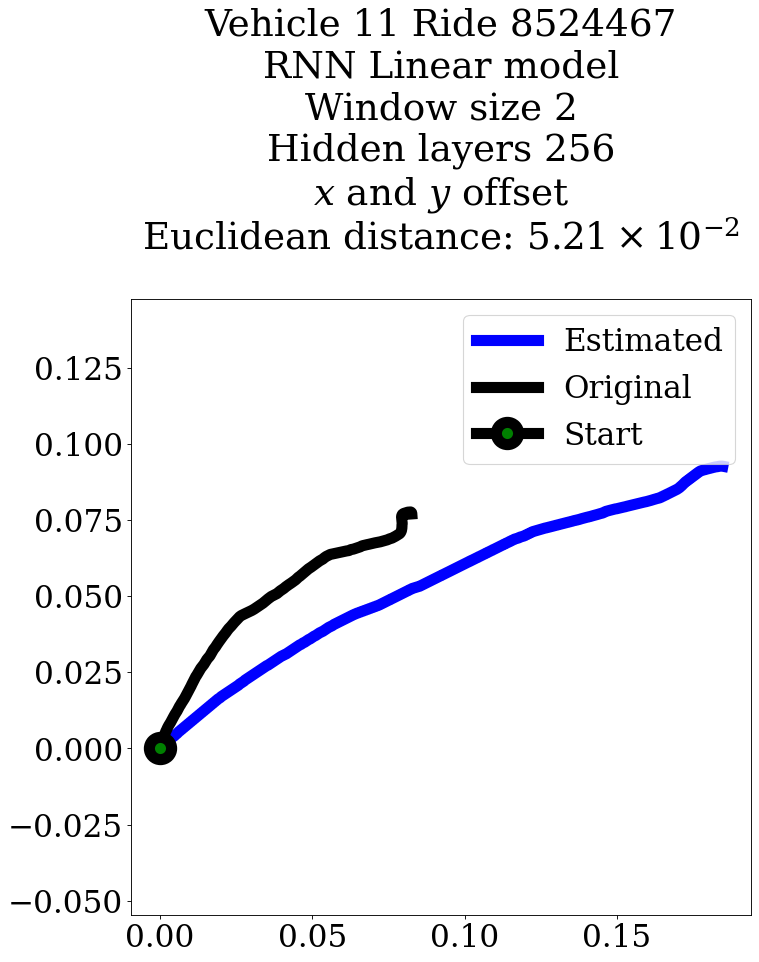 Vehicle 11 Ride 8524467
RNN Linear model
Window size 2
Hidden layers 256
x and y offset
Euclidean distance: 5.21 × 10⁻²
Estimated
Original
Start
0.125
0.100
0.075
0.050
0.025
0.000
−0.025
−0.050
0.00 0.05 0.10 0.15